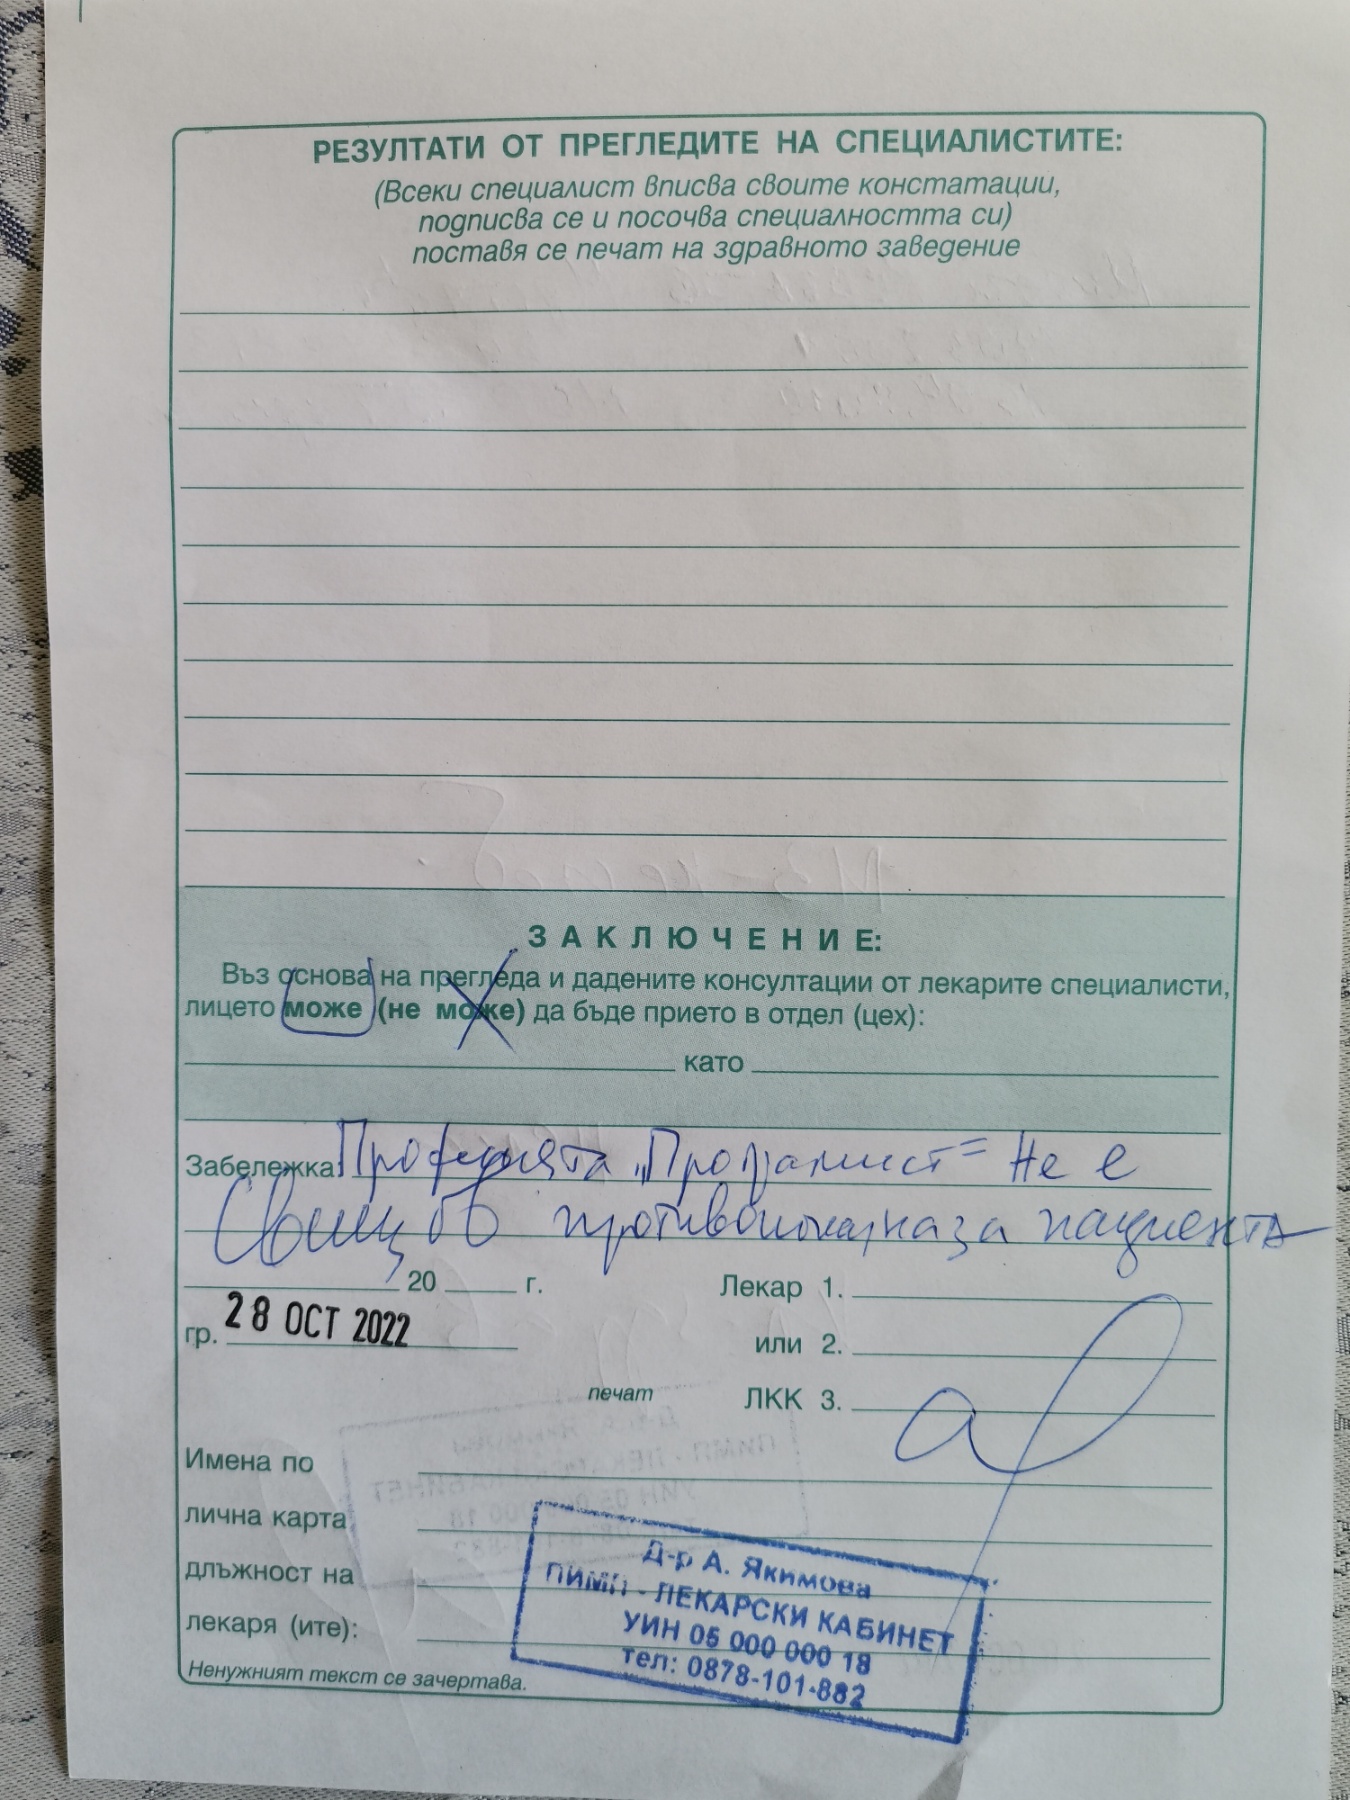 РЕЗУЛТАТИ ОТ ПРЕГЛЕДИТЕ НА СПЕЦИАЛИСТИТЕ:
(Всеки специалист вписва своите констатации,
подписва се и посочва специалността си)
поставя се печат на здравното заведение
ЗАКЛЮЧЕНИЕ:
Въз основа на прегледа и дадените консултации от лекарите специалисти,
лицето може (не може) да бъде прието в отдел (цех):
като
Забележка: Професията "Програмист" Не е
противопоказна за пациента
20 г. Лекар 1.
гр. 28 OCT 2022 или 2.
печат ЛКК 3.
Имена по
лична карта
длъжност на
лекаря (ите):
Ненужният текст се зачертава.
Д-р А. Якимова
ПИМП - ЛЕКАРСКИ КАБИНЕТ
УИН 05 000 000 18
тел: 0878-101-882